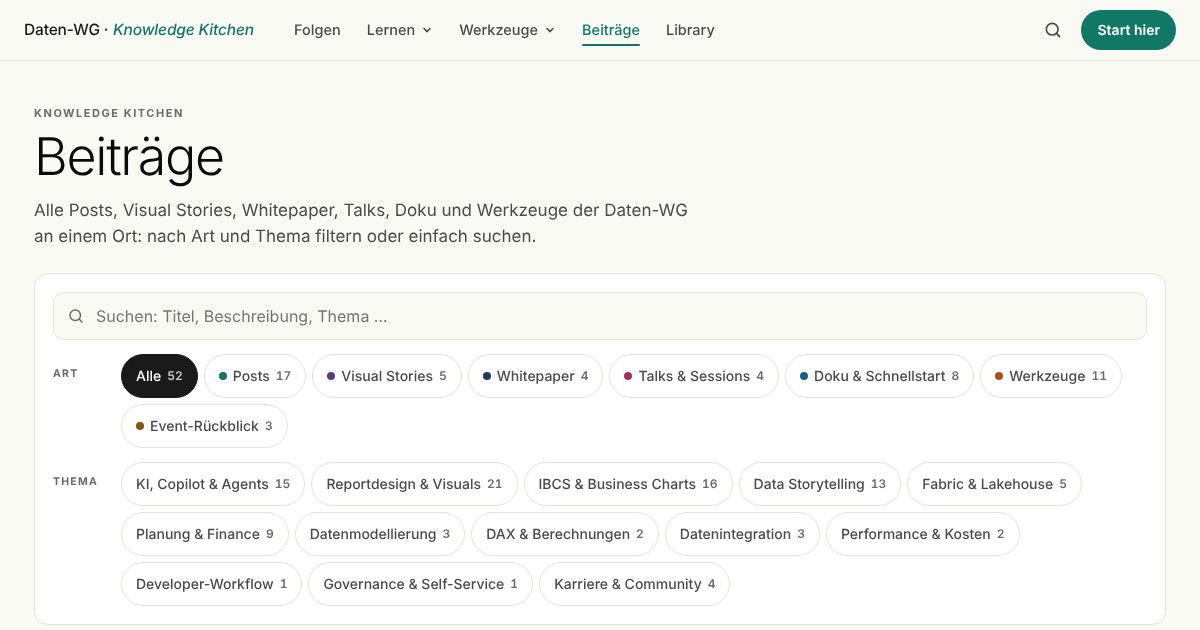 Daten-WG · Knowledge Kitchen Folgen Lernen Werkzeuge Beiträge Library Start hier
KNOWLEDGE KITCHEN
Beiträge
Alle Posts, Visual Stories, Whitepaper, Talks, Doku und Werkzeuge der Daten-WG
an einem Ort: nach Art und Thema filtern oder einfach suchen.
Suchen: Titel, Beschreibung, Thema ...
ART Alle 52 Posts 17 Visual Stories 5 Whitepaper 4 Talks & Sessions 4 Doku & Schnellstart 8 Werkzeuge 11
Event-Rückblick 3
THEMA KI, Copilot & Agents 15 Reportdesign & Visuals 21 IBCS & Business Charts 16 Data Storytelling 13 Fabric & Lakehouse 5
Planung & Finance 9 Datenmodellierung 3 DAX & Berechnungen 2 Datenintegration 3 Performance & Kosten 2
Developer-Workflow 1 Governance & Self-Service 1 Karriere & Community 4